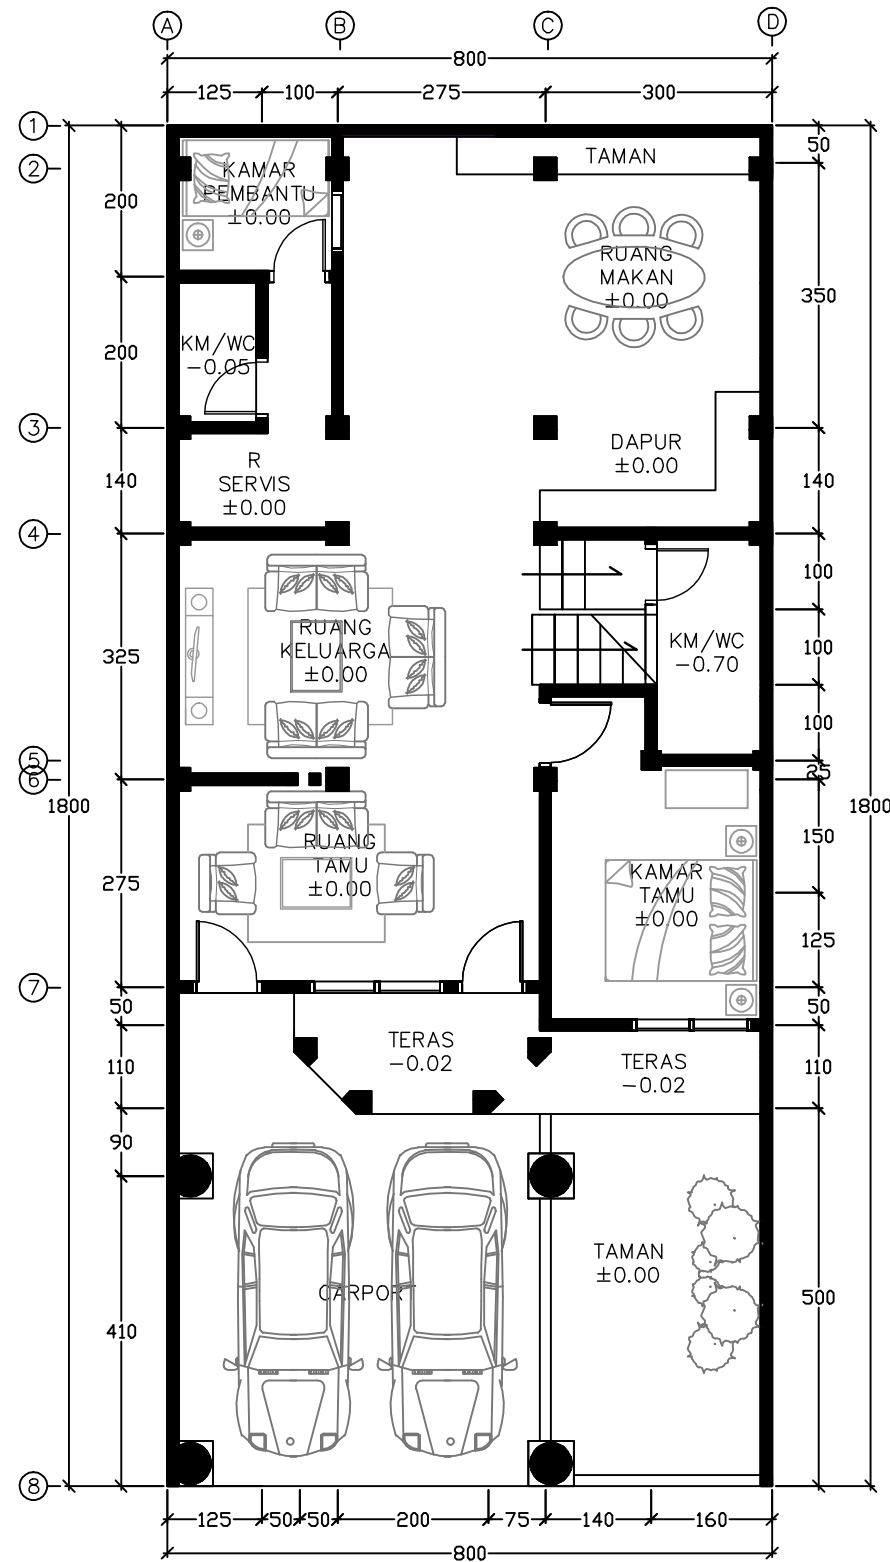 A B C D
800
125 100 275 300
1
50
TAMAN
2
KAMAR
PEMBANTU
±0.00
200
RUANG
MAKAN
±0.00
350
KM/WC
-0.05
200
3
DAPUR
±0.00
R
SERVIS
±0.00
140
140
4
100
RUANG
KELUARGA
±0.00
325
KM/WC
-0.70
100
100
5
6
25
1800
1800
RUANG
TAMU
±0.00
150
275
KAMAR
TAMU
±0.00
125
7
50
50
TERAS
-0.02
TERAS
-0.02
110
110
90
TAMAN
±0.00
CARPORT
500
410
8
125 50 50 200 75 140 160
800